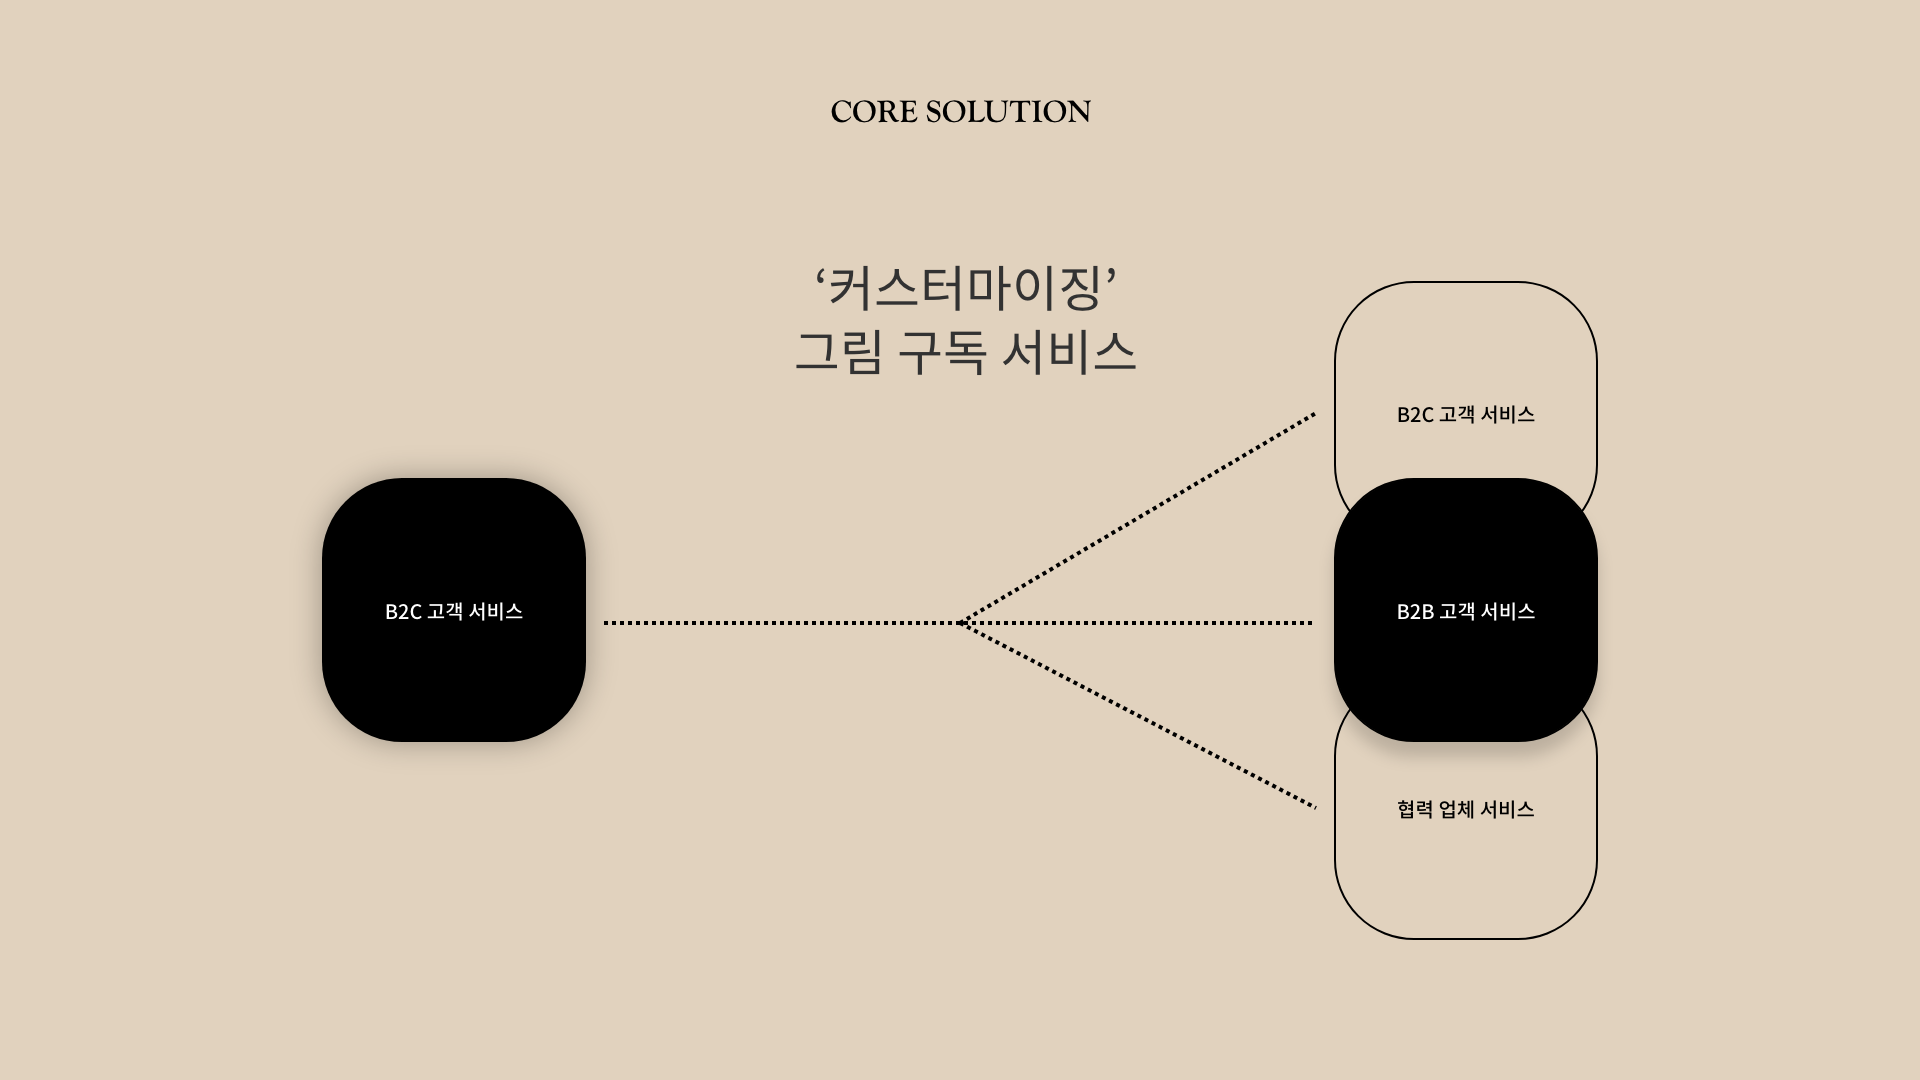 CORE SOLUTION
‘커스터마이징’
그림 구독 서비스
B2C 고객 서비스
B2C 고객 서비스
B2B 고객 서비스
협력 업체 서비스